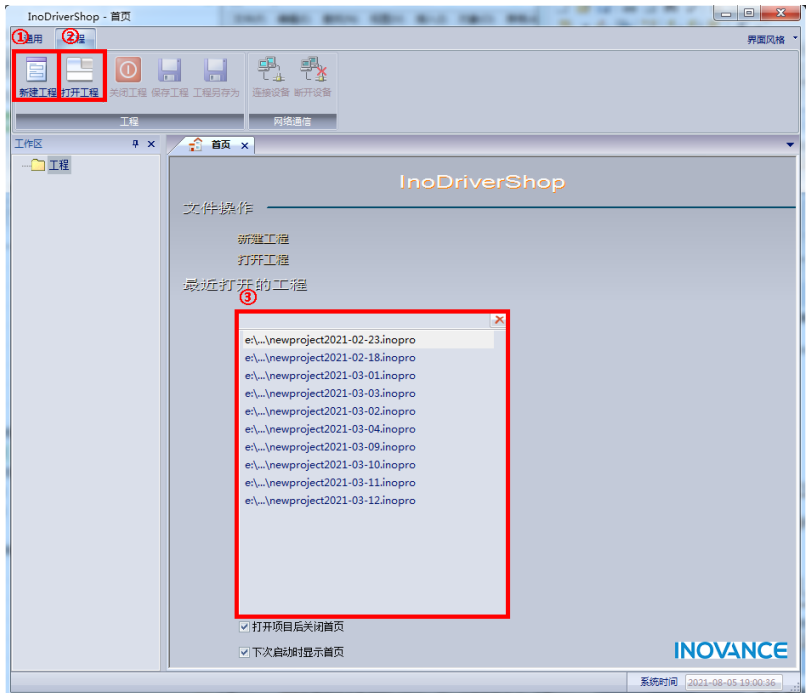 InoDriverShop - 首页
① ②
通用 工程 界面风格
新建工程 打开工程 关闭工程 保存工程 工程另存为 连接设备 断开设备
工程 网络通信
工作区 首页
工程
InoDriverShop
文件操作
新建工程
打开工程
最近打开的工程
③
e:\...\newproject2021-02-23.inopro
e:\...\newproject2021-02-18.inopro
e:\...\newproject2021-03-01.inopro
e:\...\newproject2021-03-03.inopro
e:\...\newproject2021-03-02.inopro
e:\...\newproject2021-03-04.inopro
e:\...\newproject2021-03-09.inopro
e:\...\newproject2021-03-10.inopro
e:\...\newproject2021-03-11.inopro
e:\...\newproject2021-03-12.inopro
打开项目后关闭首页
下次启动时显示首页
INOVANCE
系统时间 2021-08-05 19:00:36